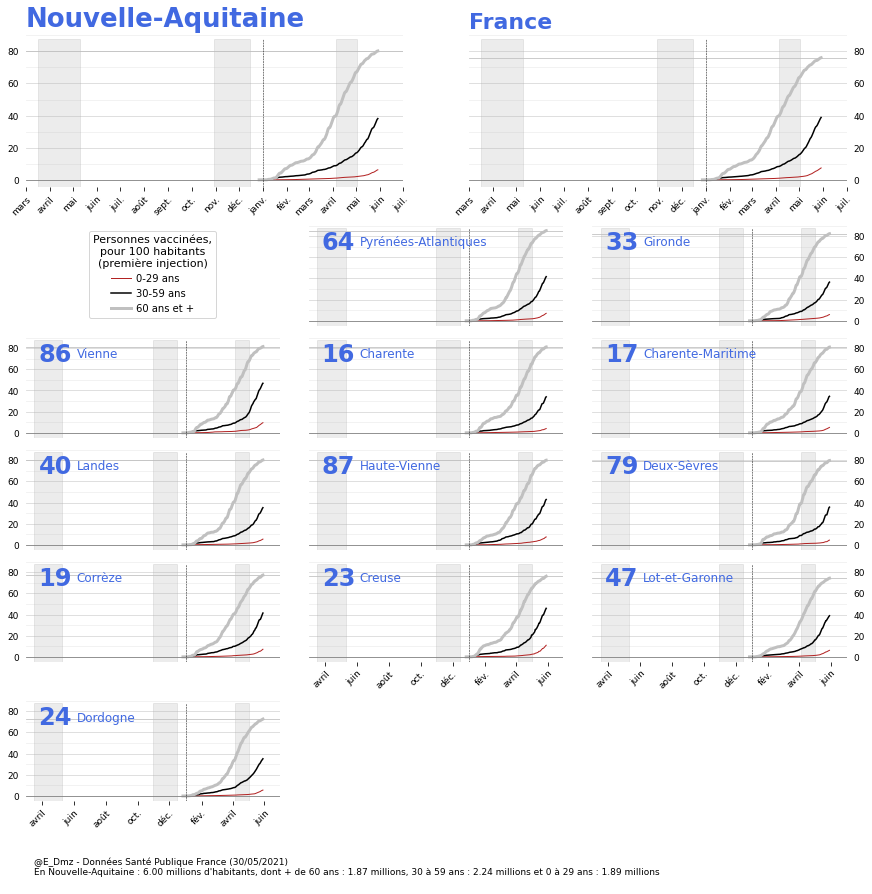 Nouvelle-Aquitaine
France
80
60
40
20
0
80
60
40
20
0
mars avril mai juin juil. août sept. oct. nov. déc. janv. fév. mars avril mai juin juil.
mars avril mai juin juil. août sept. oct. nov. déc. janv. fév. mars avril mai juin juil.
Personnes vaccinées,
pour 100 habitants
(première injection)
0-29 ans
30-59 ans
60 ans et +
64 Pyrénées-Atlantiques
33 Gironde
80
60
40
20
0
80
60
40
20
0
86 Vienne
16 Charente
17 Charente-Maritime
80
60
40
20
0
80
60
40
20
0
40 Landes
87 Haute-Vienne
79 Deux-Sèvres
80
60
40
20
0
80
60
40
20
0
19 Corrèze
23 Creuse
47 Lot-et-Garonne
80
60
40
20
0
avril juin août oct. déc. fév. avril juin
avril juin août oct. déc. fév. avril juin
80
60
40
20
0
24 Dordogne
80
60
40
20
0
avril juin août oct. déc. fév. avril juin
@E_Dmz - Données Santé Publique France (30/05/2021)
En Nouvelle-Aquitaine : 6.00 millions d'habitants, dont + de 60 ans : 1.87 millions, 30 à 59 ans : 2.24 millions et 0 à 29 ans : 1.89 millions